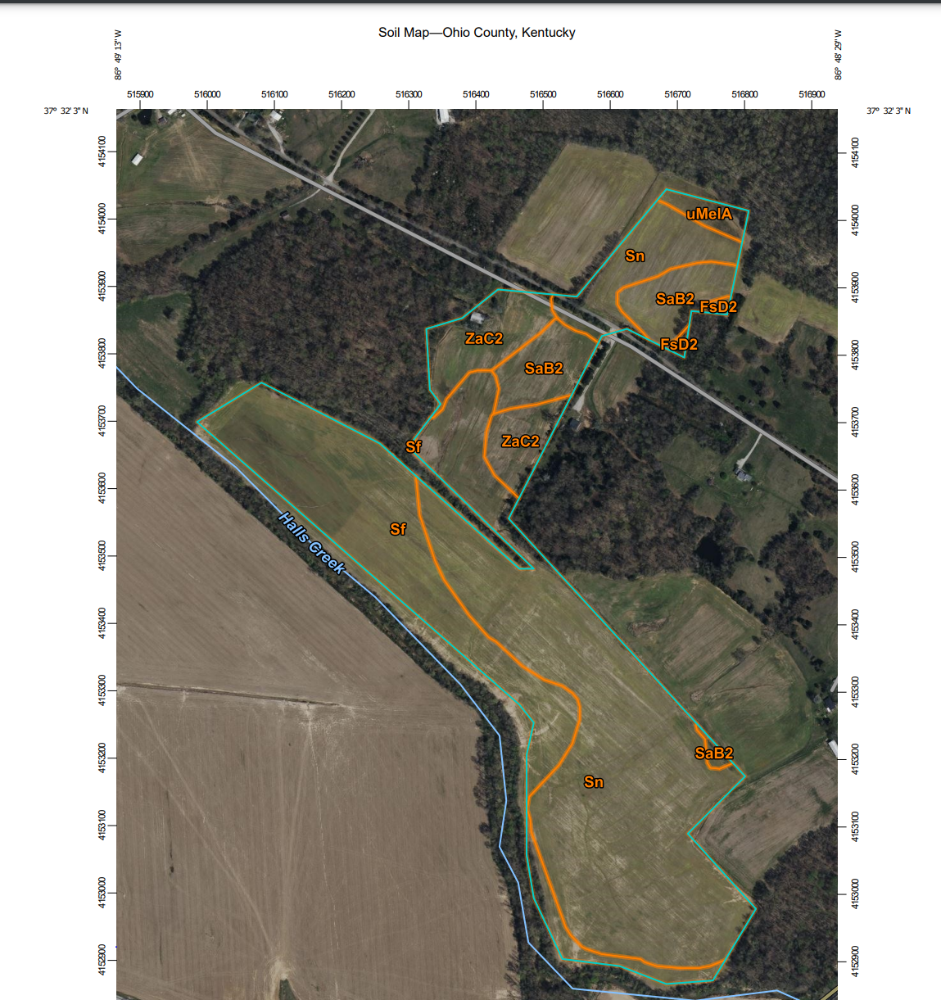 Soil Map—Ohio County, Kentucky
86° 49' 13" W
86° 48' 29" W
515900 516000 516100 516200 516300 516400 516500 516600 516700 516800 516900
37° 32' 3" N
37° 32' 3" N
4154100
4154100
uMelA
4154000
4154000
Sn
4153900
4153900
SaB2
FsD2
ZaC2
FsD2
4153800
4153800
SaB2
4153700
4153700
ZaC2
Sf
4153600
4153600
Sf
Halls Creek
4153500
4153500
4153400
4153400
4153300
4153300
SaB2
4153200
4153200
Sn
4153100
4153100
4153000
4153000
4152900
4152900